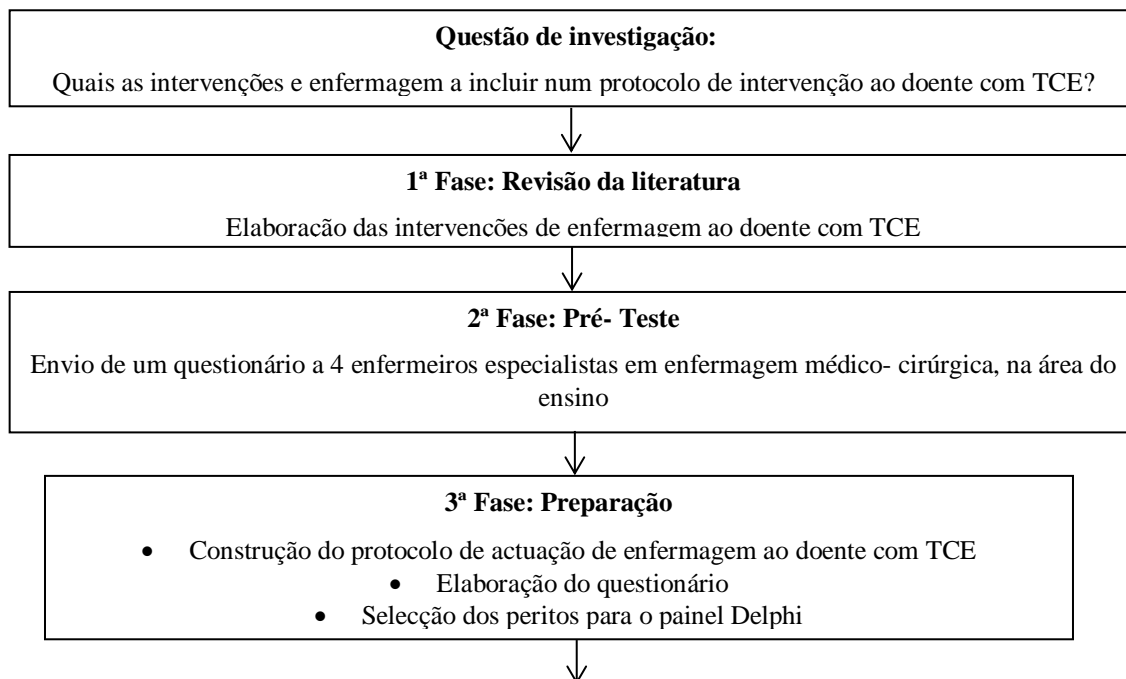 Questão de investigação:
Quais as intervenções e enfermagem a incluir num protocolo de intervenção ao doente com TCE?
1ª Fase: Revisão da literatura
Elaboração das intervenções de enfermagem ao doente com TCE
2ª Fase: Pré- Teste
Envio de um questionário a 4 enfermeiros especialistas em enfermagem médico- cirúrgica, na área do
ensino
3ª Fase: Preparação
• Construção do protocolo de actuação de enfermagem ao doente com TCE
• Elaboração do questionário
• Selecção dos peritos para o painel Delphi